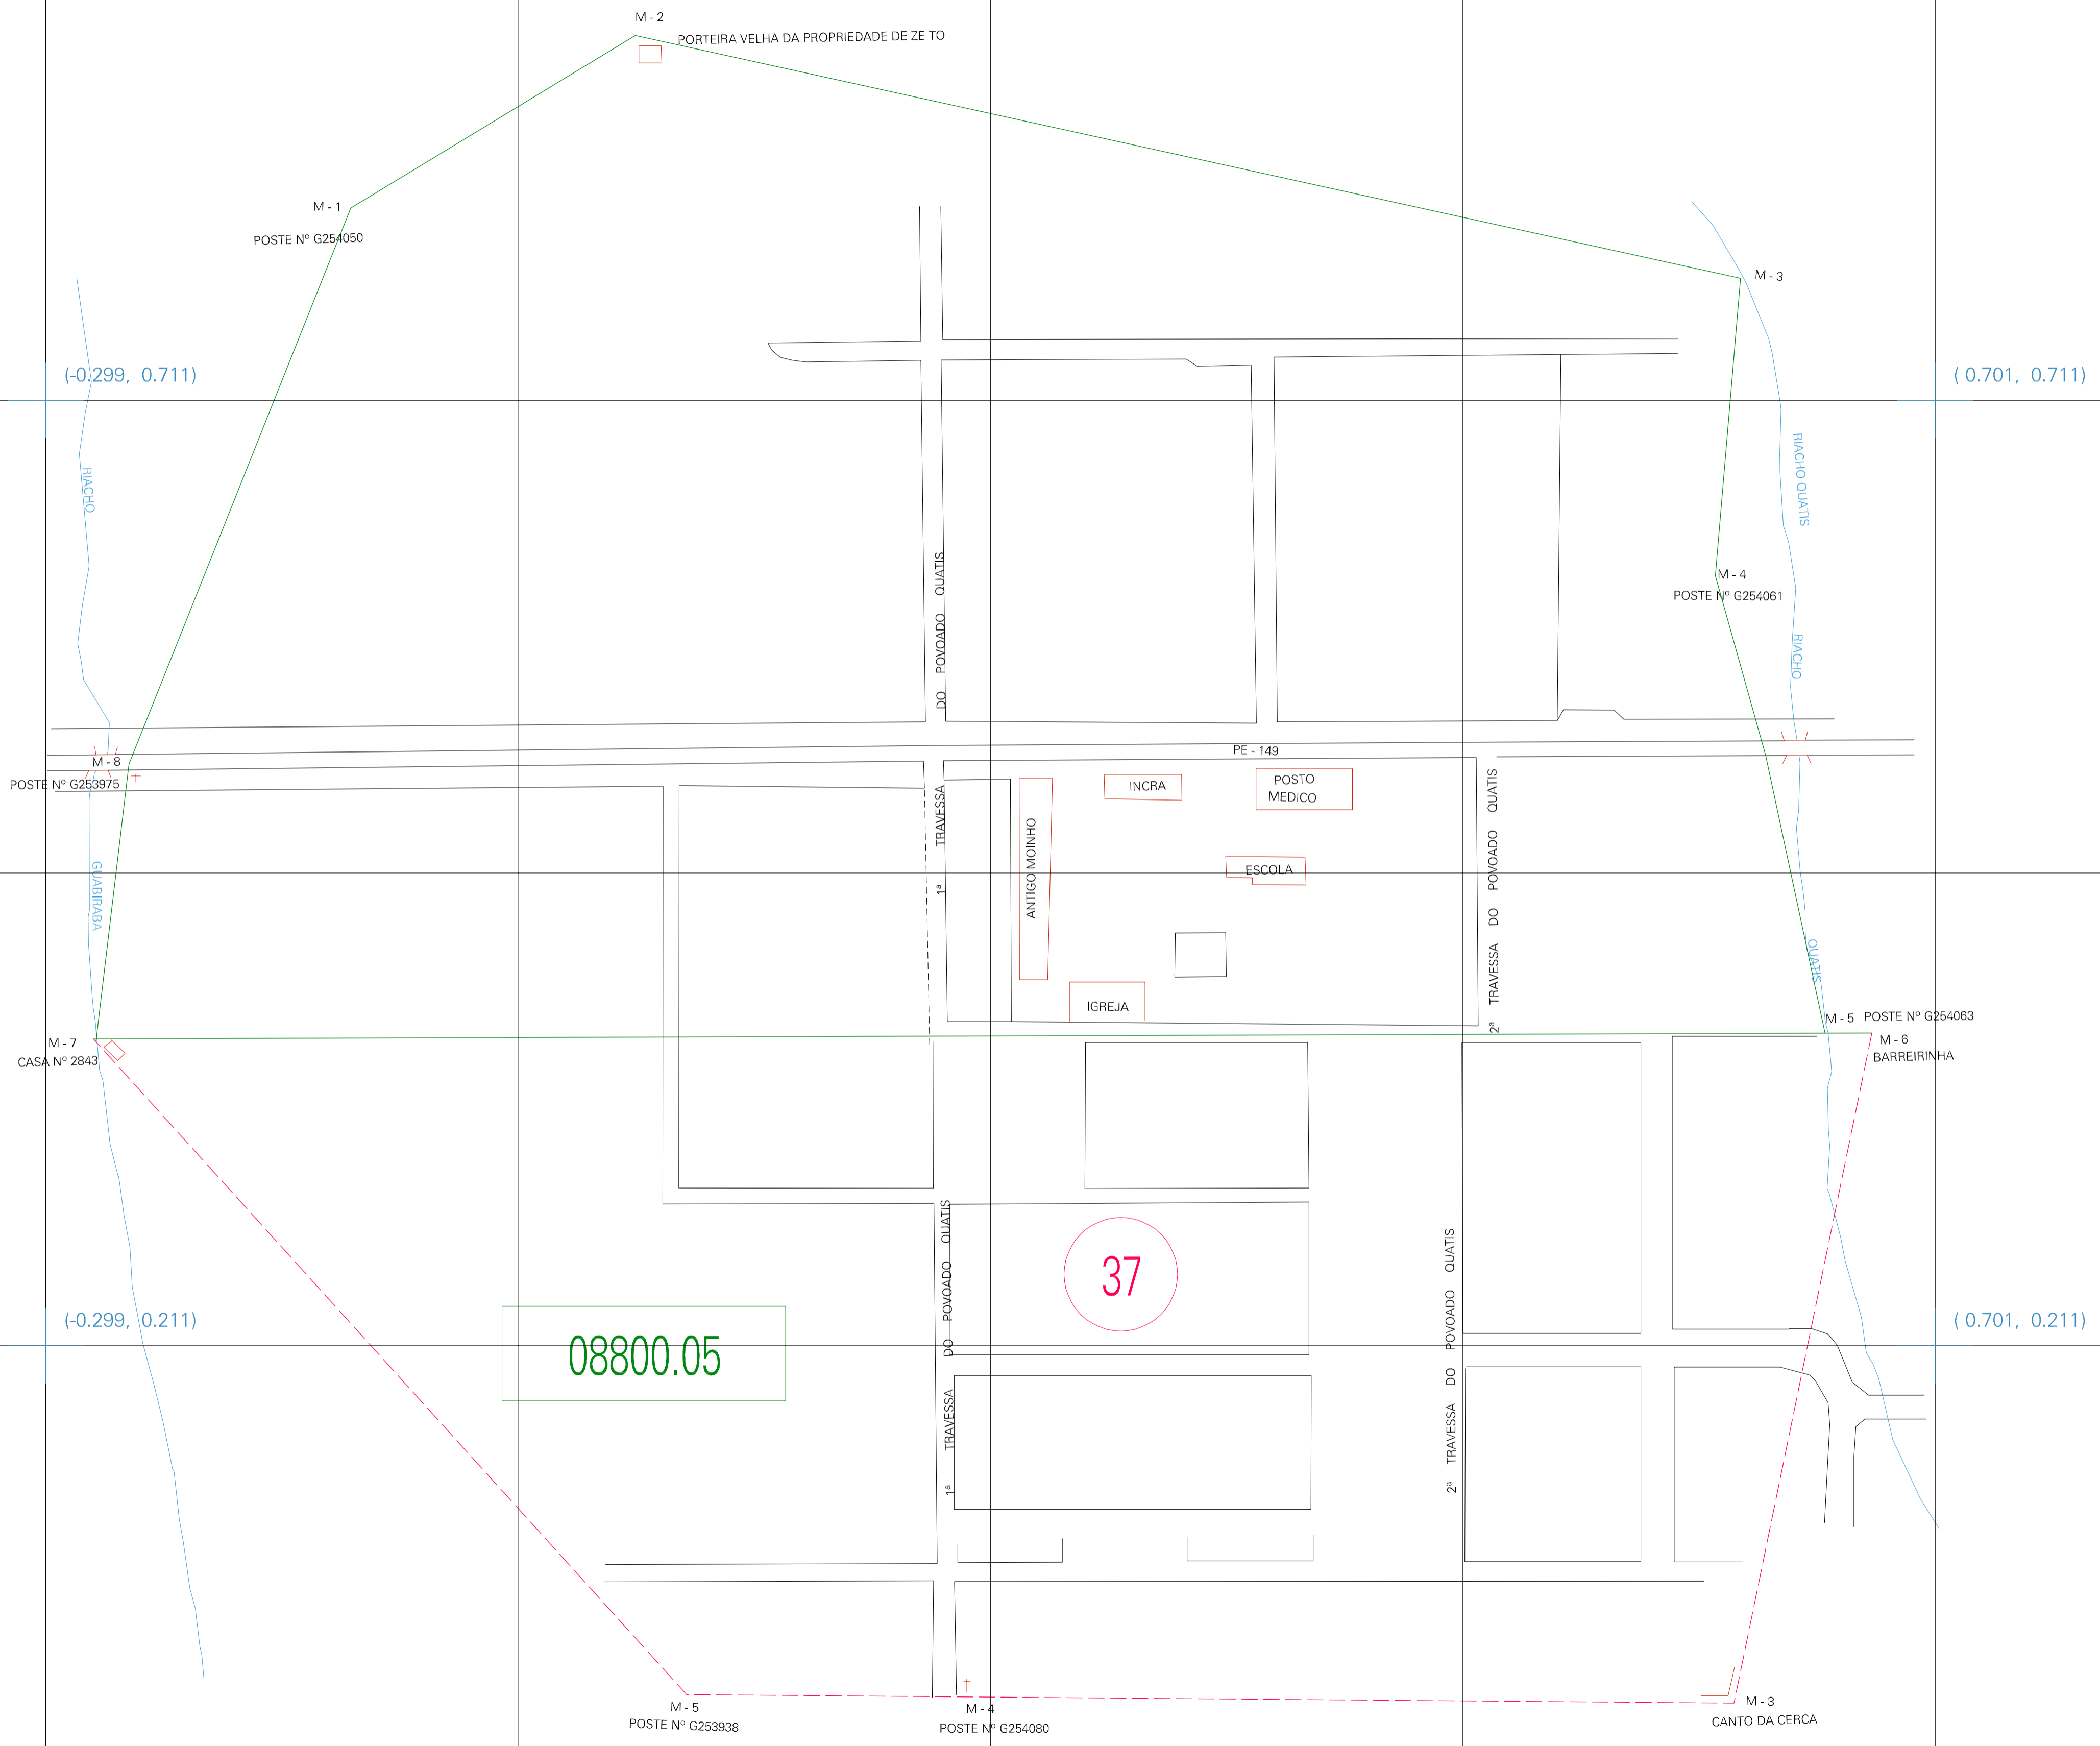 M - 2
PORTEIRA VELHA DA PROPRIEDADE DE ZE TO
M - 1
POSTE Nº G254050
M - 3
(-0.299, 0.711)
( 0.701, 0.711)
RIACHO
RIACHO QUATIS
M - 4
POSTE Nº G254061
RIACHO
1ª TRAVESSA DO POVOADO QUATIS
PE - 149
M - 8
POSTE Nº G253975
INCRA
POSTO
MEDICO
ANTIGO MOINHO
ESCOLA
2ª TRAVESSA DO POVOADO QUATIS
GUABIRABA
QUATIS
IGREJA
M - 5 POSTE Nº G254063
M - 7
CASA Nº 2843
M - 6
BARREIRINHA
37
1ª TRAVESSA DO POVOADO QUATIS
2ª TRAVESSA DO POVOADO QUATIS
(-0.299, 0.211)
( 0.701, 0.211)
08800.05
M - 5
POSTE Nº G253938
M - 4
POSTE Nº G254080
M - 3
CANTO DA CERCA